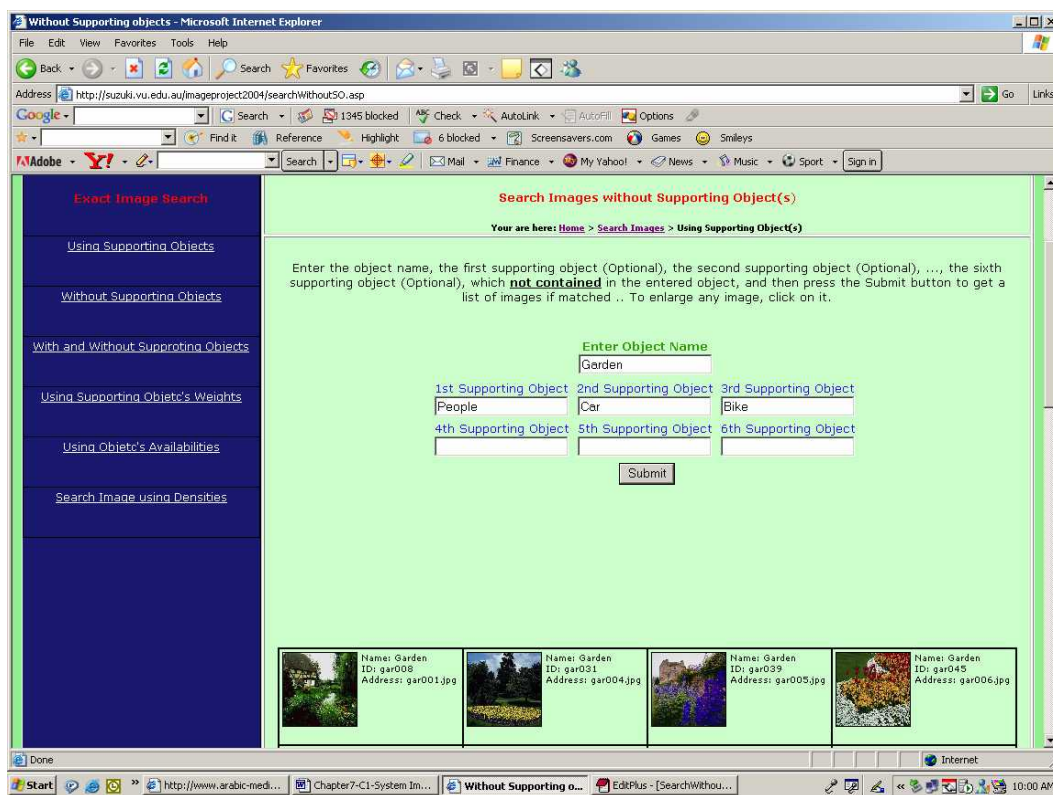 Without Supporting objects - Microsoft Internet Explorer
File Edit View Favorites Tools Help
Back Search Favorites
Address http://suzuki.vu.edu.au/imageproject2004/searchWithoutSO.asp Go Links
Google Search 1345 blocked Check AutoLink AutoFill Options
Find it Reference Highlight 6 blocked Screensavers.com Games Smileys
Adobe Y! Search Mail Finance My Yahoo! News Music Sport Sign in
Exact Image Search
Using Supporting Objects
Without Supporting Objects
With and Without Supproting Objects
Using Supporting Objetc's Weights
Using Objetc's Availabilities
Search Image using Densities
Search Images without Supporting Object(s)
Your are here: Home > Search Images > Using Supporting Object(s)
Enter the object name, the first supporting object (Optional), the second supporting object (Optional), ..., the sixth
supporting object (Optional), which not contained in the entered object, and then press the Submit button to get a
list of images if matched .. To enlarge any image, click on it.
Enter Object Name
Garden
1st Supporting Object 2nd Supporting Object 3rd Supporting Object
People Car Bike
4th Supporting Object 5th Supporting Object 6th Supporting Object
Submit
Name: Garden
ID: gar008
Address: gar001.jpg
Name: Garden
ID: gar031
Address: gar004.jpg
Name: Garden
ID: gar039
Address: gar005.jpg
Name: Garden
ID: gar045
Address: gar006.jpg
Done Internet
Start http://www.arabic-medi... Chapter7-C1-System Im... Without Supporting o... EditPlus - [SearchWithou... 10:00 AM